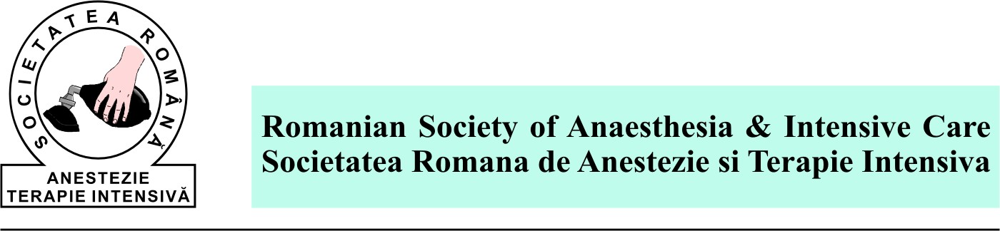 SOCIETATEA ROMÂNĂ
ANESTEZIE
TERAPIE INTENSIVĂ
Romanian Society of Anaesthesia & Intensive Care
Societatea Romana de Anestezie si Terapie Intensiva